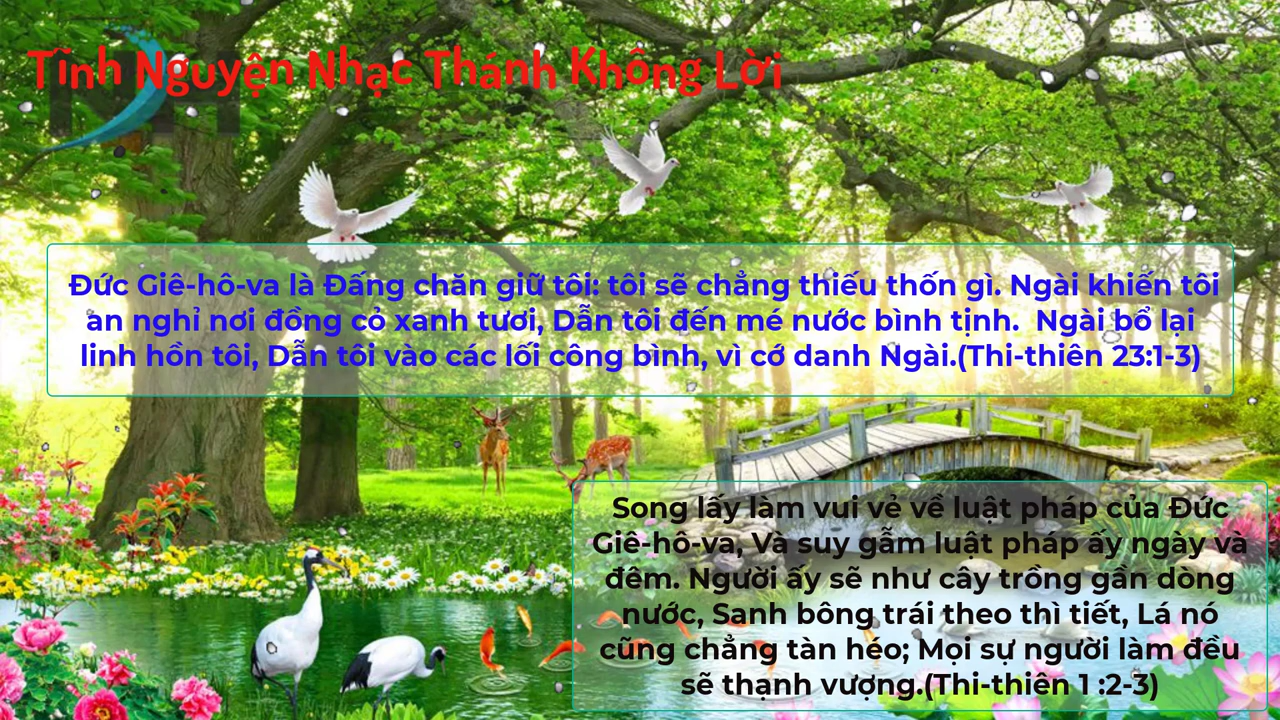 Tĩnh Nguyện Nhạc Thánh Không Lời
Đức Giê-hô-va là Đấng chăn giữ tôi: tôi sẽ chẳng thiếu thốn gì. Ngài khiến tôi
an nghỉ nơi đồng cỏ xanh tươi, Dẫn tôi đến mé nước bình tịnh.  Ngài bổ lại
linh hồn tôi, Dẫn tôi vào các lối công bình, vì cớ danh Ngài.(Thi-thiên 23:1-3)
Song lấy làm vui vẻ về luật pháp của Đức
Giê-hô-va, Và suy gẫm luật pháp ấy ngày và
đêm. Người ấy sẽ như cây trồng gần dòng
nước, Sanh bông trái theo thì tiết, Lá nó
cũng chẳng tàn héo; Mọi sự người làm đều
sẽ thạnh vượng.(Thi-thiên 1 :2-3)